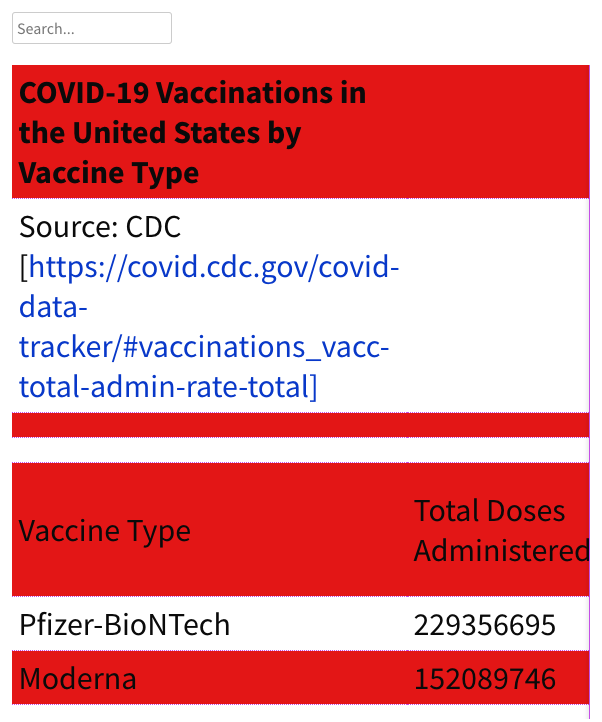 Search...
COVID-19 Vaccinations in
the United States by
Vaccine Type
Source: CDC
[https://covid.cdc.gov/covid-
data-
tracker/#vaccinations_vacc-
total-admin-rate-total]
Vaccine Type
Total Doses
Administered
Pfizer-BioNTech 229356695
Moderna 152089746